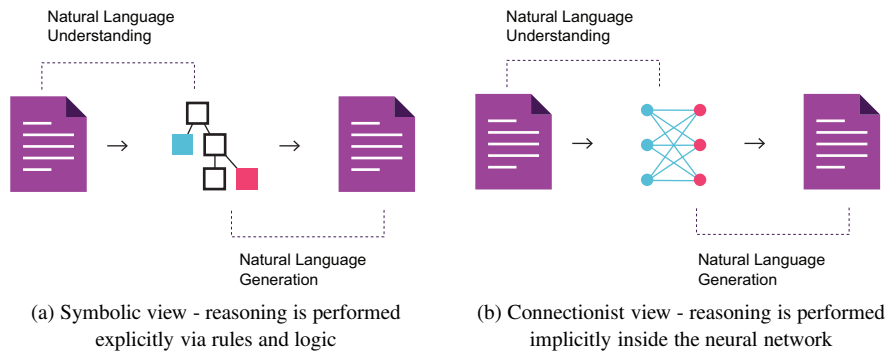 Natural Language
Understanding
Natural Language
Generation
(a) Symbolic view - reasoning is performed
explicitly via rules and logic
Natural Language
Understanding
Natural Language
Generation
(b) Connectionist view - reasoning is performed
implicitly inside the neural network